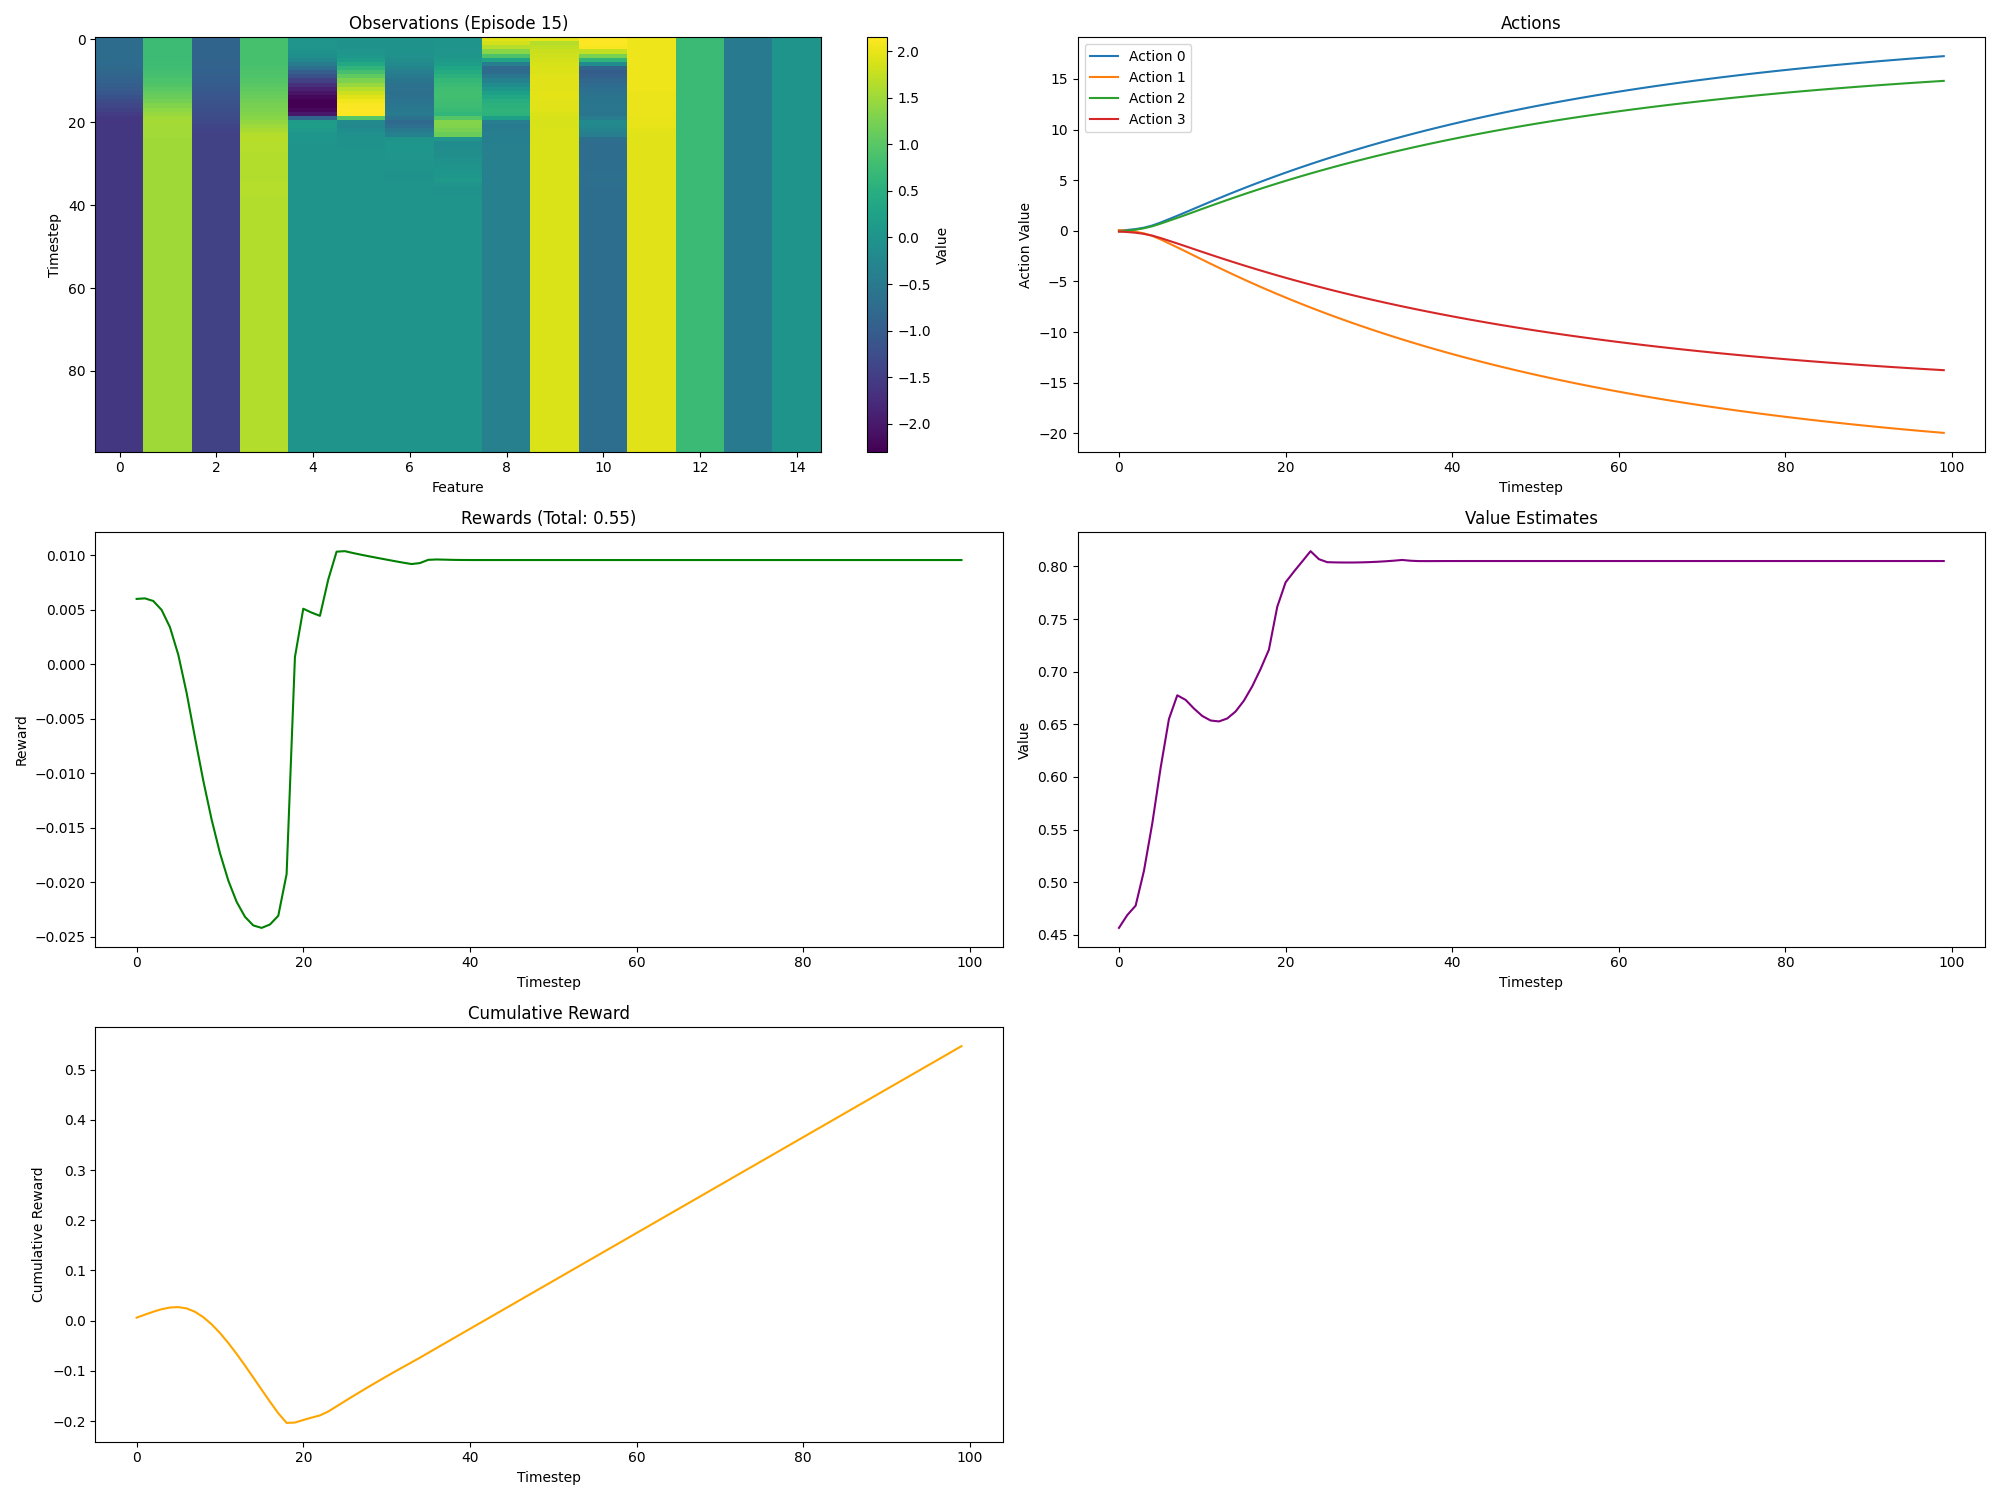 Observations (Episode 15)
0
20
40
60
80
Timestep
0 2 4 6 8 10 12 14
Feature
2.0
1.5
1.0
0.5
0.0
−0.5
−1.0
−1.5
−2.0
Value
Actions
Action 0
Action 1
Action 2
Action 3
15
10
5
0
−5
−10
−15
−20
Action Value
0 20 40 60 80 100
Timestep
Rewards (Total: 0.55)
0.010
0.005
0.000
−0.005
−0.010
−0.015
−0.020
−0.025
Reward
0 20 40 60 80 100
Timestep
Value Estimates
0.80
0.75
0.70
0.65
0.60
0.55
0.50
0.45
Value
0 20 40 60 80 100
Timestep
Cumulative Reward
0.5
0.4
0.3
0.2
0.1
0.0
−0.1
−0.2
Cumulative Reward
0 20 40 60 80 100
Timestep